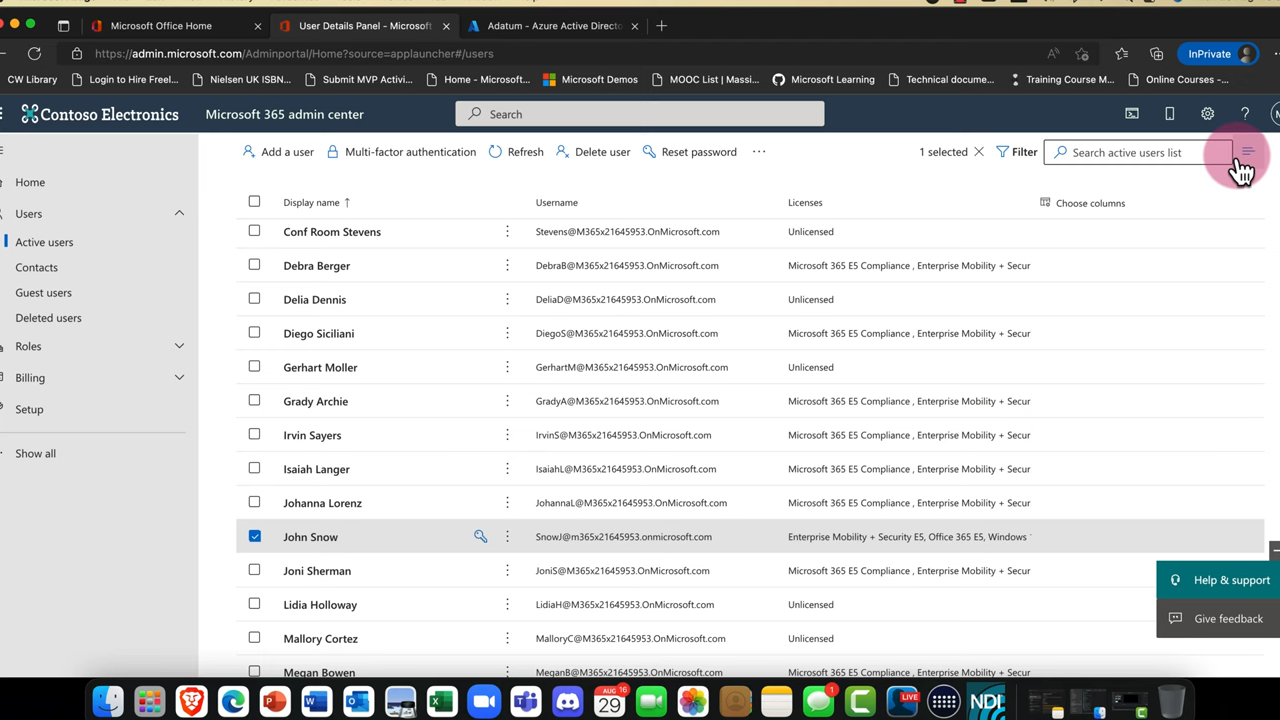 Microsoft Office Home
User Details Panel - Microsoft
Adatum - Azure Active Directo
https://admin.microsoft.com/Adminportal/Home?source=applauncher#/users
InPrivate
CW Library
Login to Hire Freel...
Nielsen UK ISBN...
Submit MVP Activi...
Home - Microsoft...
Microsoft Demos
MOOC List | Massi...
Microsoft Learning
Technical docume...
Training Course M...
Online Courses -...
Contoso Electronics
Microsoft 365 admin center
Search
Add a user
Multi-factor authentication
Refresh
Delete user
Reset password
1 selected
Filter
Search active users list
Home
Users
Active users
Contacts
Guest users
Deleted users
Roles
Billing
Setup
Show all
Display name ↑
Username
Licenses
Choose columns
Conf Room Stevens
Stevens@M365x21645953.OnMicrosoft.com
Unlicensed
Debra Berger
DebraB@M365x21645953.OnMicrosoft.com
Microsoft 365 E5 Compliance , Enterprise Mobility + Secur
Delia Dennis
DeliaD@M365x21645953.OnMicrosoft.com
Unlicensed
Diego Siciliani
DiegoS@M365x21645953.OnMicrosoft.com
Microsoft 365 E5 Compliance , Enterprise Mobility + Secur
Gerhart Moller
GerhartM@M365x21645953.OnMicrosoft.com
Unlicensed
Grady Archie
GradyA@M365x21645953.OnMicrosoft.com
Microsoft 365 E5 Compliance , Enterprise Mobility + Secur
Irvin Sayers
IrvinS@M365x21645953.OnMicrosoft.com
Microsoft 365 E5 Compliance , Enterprise Mobility + Secur
Isaiah Langer
IsaiahL@M365x21645953.OnMicrosoft.com
Microsoft 365 E5 Compliance , Enterprise Mobility + Secur
Johanna Lorenz
JohannaL@M365x21645953.OnMicrosoft.com
Microsoft 365 E5 Compliance , Enterprise Mobility + Secur
John Snow
SnowJ@m365x21645953.onmicrosoft.com
Enterprise Mobility + Security E5, Office 365 E5, Windows
Joni Sherman
JoniS@M365x21645953.OnMicrosoft.com
Microsoft 365 E5 Compliance , Enterprise Mobility + Secur
Lidia Holloway
LidiaH@M365x21645953.OnMicrosoft.com
Unlicensed
Mallory Cortez
MalloryC@M365x21645953.OnMicrosoft.com
Unlicensed
Megan Bowen
MeganB@M365x21645953.OnMicrosoft.com
Microsoft 365 E5 Compliance , Enterprise Mobility + Secur
Help & support
Give feedback
AUG 16
29
1
LIVE
NDI